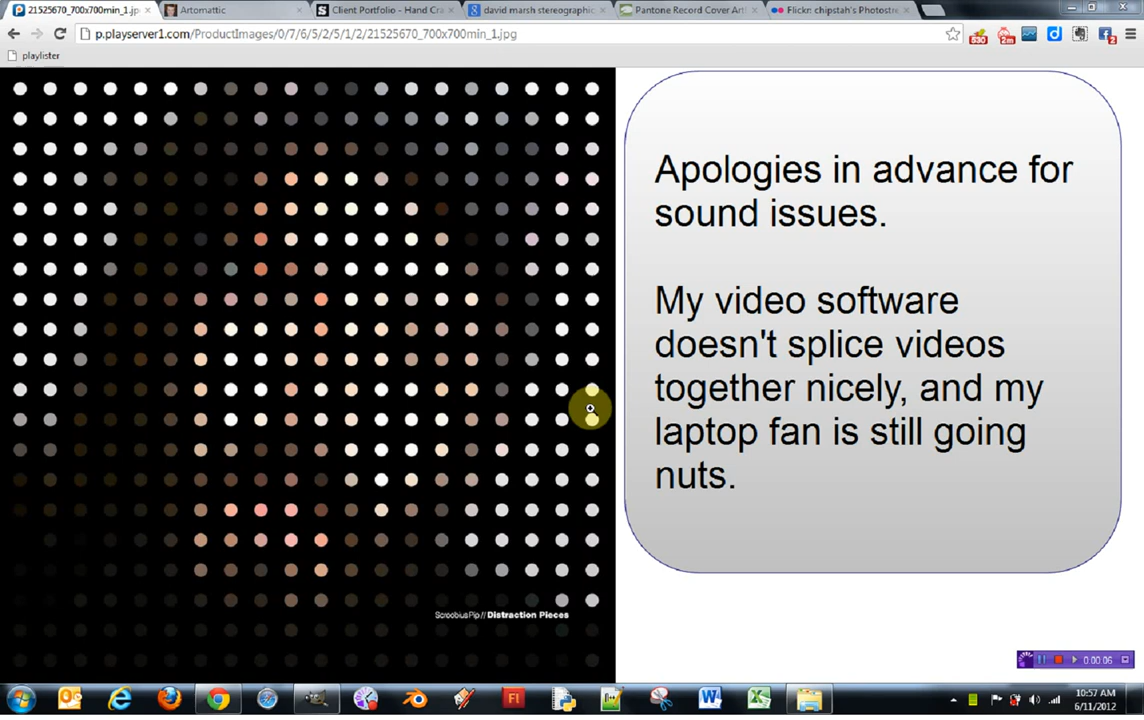 21525670_700x700min_1.jp
Artomattic
Client Portfolio - Hand Cra
david marsh stereographic
Pantone Record Cover Art
Flickr: chipstah's Photostre
p.playserver1.com/ProductImages/0/7/6/5/2/5/1/2/21525670_700x700min_1.jpg
530
2m
2
playlister
Apologies in advance for
sound issues.
My video software
doesn't splice videos
together nicely, and my
laptop fan is still going
nuts.
Scroobius Pip// Distraction Pieces
0:00:06
10:57 AM
6/11/2012